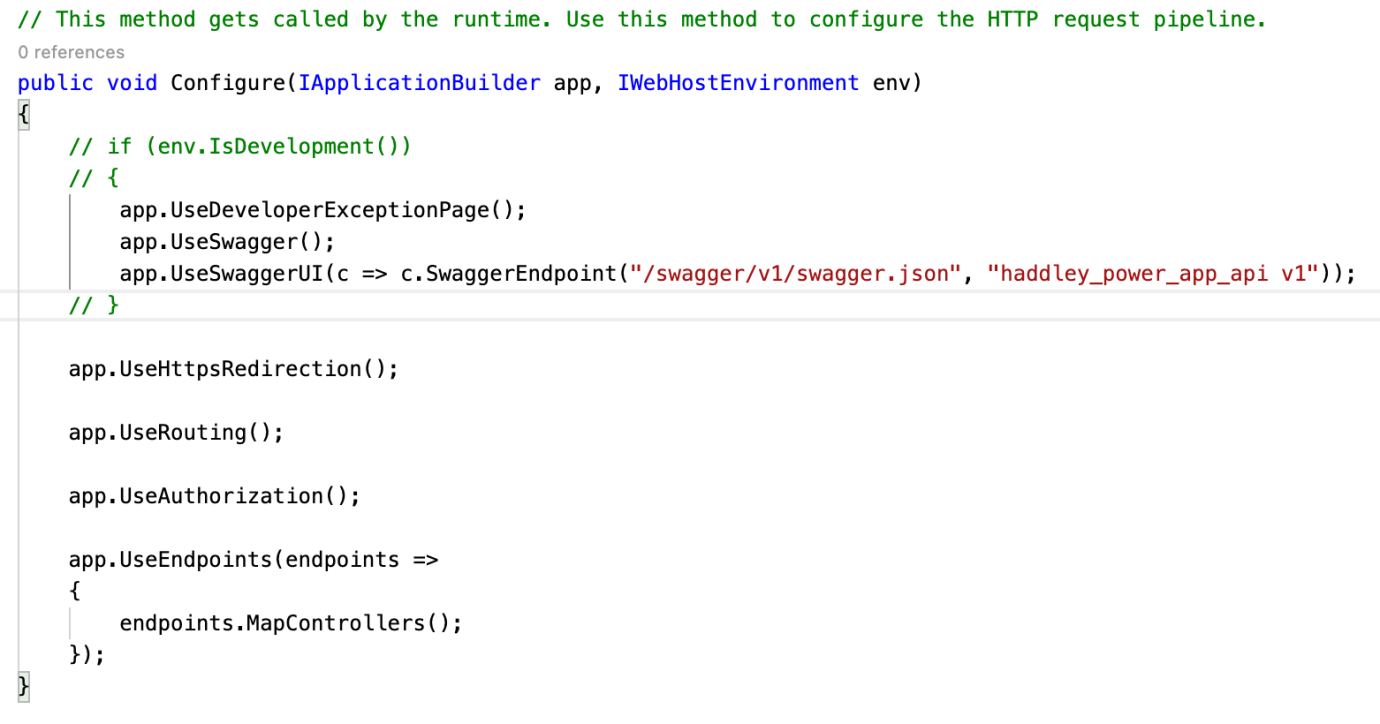 // This method gets called by the runtime. Use this method to configure the HTTP request pipeline.
0 references
public void Configure(IApplicationBuilder app, IWebHostEnvironment env)
{
    // if (env.IsDevelopment())
    // {
        app.UseDeveloperExceptionPage();
        app.UseSwagger();
        app.UseSwaggerUI(c => c.SwaggerEndpoint("/swagger/v1/swagger.json", "haddley_power_app_api v1"));
    // }

    app.UseHttpsRedirection();

    app.UseRouting();

    app.UseAuthorization();

    app.UseEndpoints(endpoints =>
    {
        endpoints.MapControllers();
    });
}